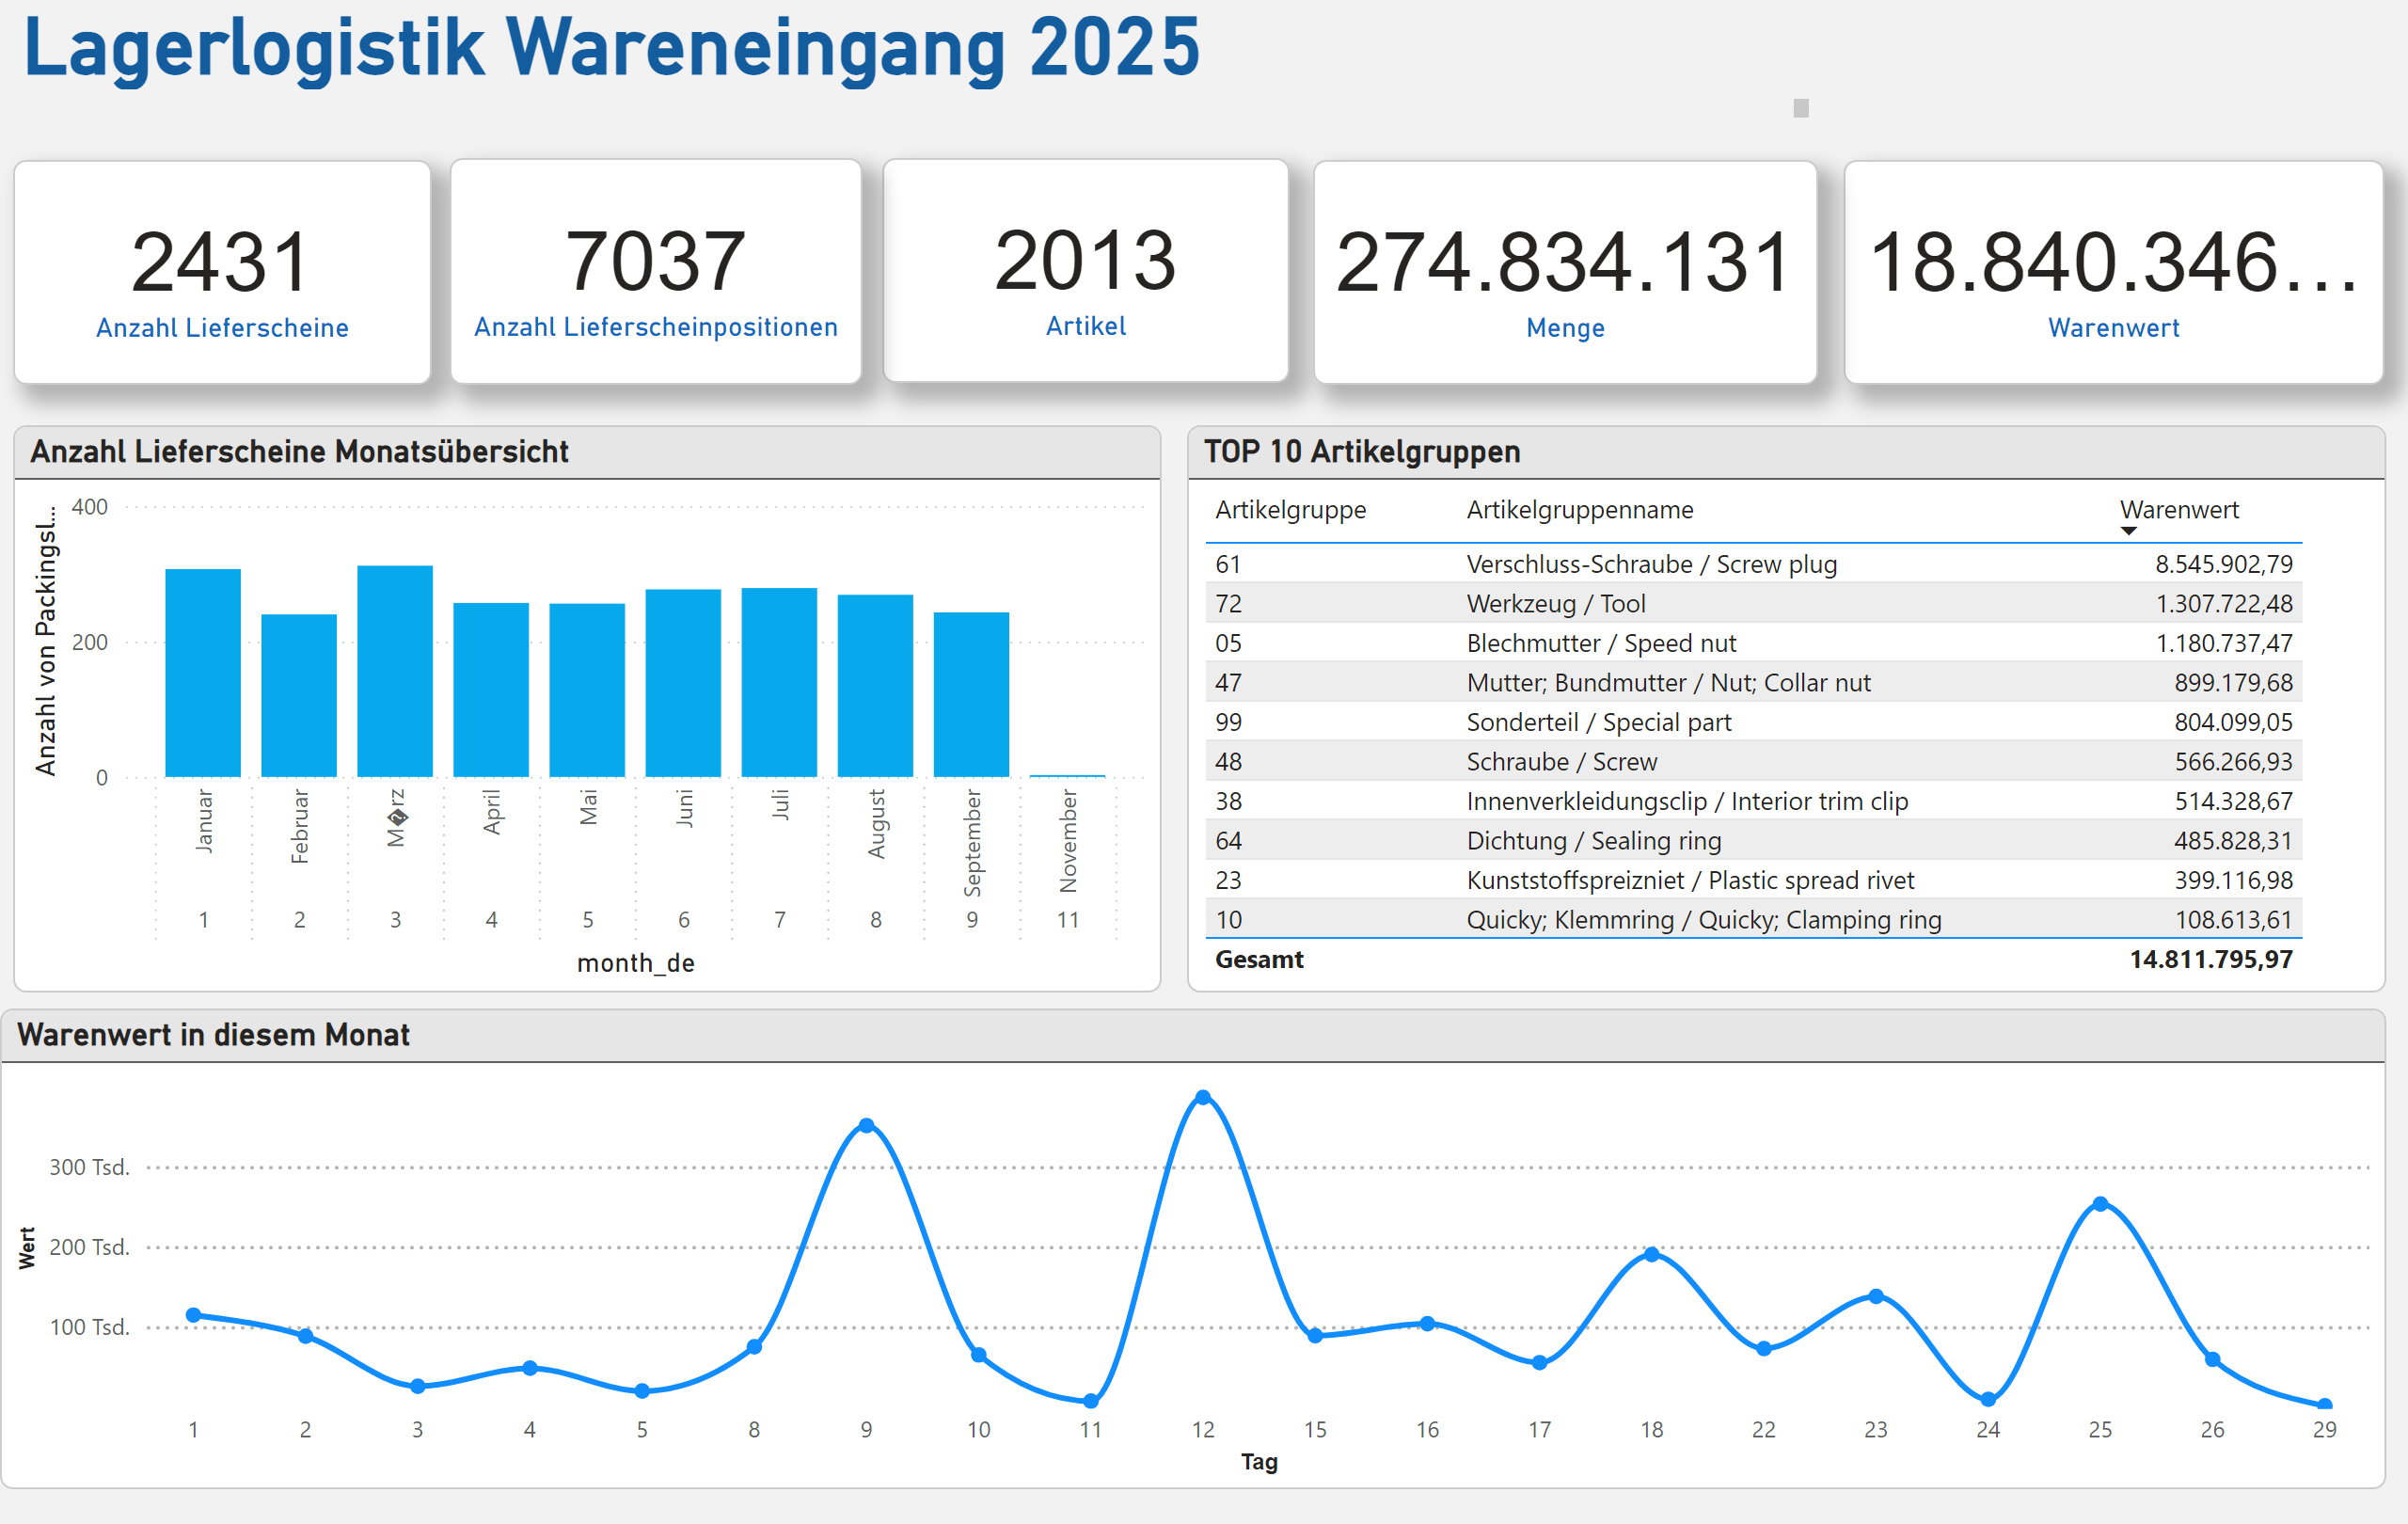 Lagerlogistik Wareneingang 2025
2431
Anzahl Lieferscheine
7037
Anzahl Lieferscheinpositionen
2013
Artikel
274.834.131
Menge
18.840.346...
Warenwert
Anzahl Lieferscheine Monatsübersicht
Anzahl von Packingsl...
400
200
0
Januar
Februar
M�rz
April
Mai
Juni
Juli
August
September
November
1 2 3 4 5 6 7 8 9 11
month_de
TOP 10 Artikelgruppen
Artikelgruppe Artikelgruppenname Warenwert
61 Verschluss-Schraube / Screw plug 8.545.902,79
72 Werkzeug / Tool 1.307.722,48
05 Blechmutter / Speed nut 1.180.737,47
47 Mutter; Bundmutter / Nut; Collar nut 899.179,68
99 Sonderteil / Special part 804.099,05
48 Schraube / Screw 566.266,93
38 Innenverkleidungsclip / Interior trim clip 514.328,67
64 Dichtung / Sealing ring 485.828,31
23 Kunststoffspreizniet / Plastic spread rivet 399.116,98
10 Quicky; Klemmring / Quicky; Clamping ring 108.613,61
Gesamt 14.811.795,97
Warenwert in diesem Monat
Wert
300 Tsd.
200 Tsd.
100 Tsd.
1 2 3 4 5 8 9 10 11 12 15 16 17 18 22 23 24 25 26 29
Tag